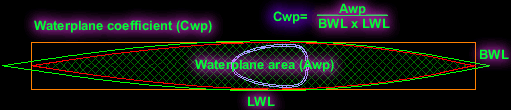 Waterplane coefficient (Cwp)
Cwp= Awp
BWL x LWL
Waterplane area (Awp)
BWL
LWL